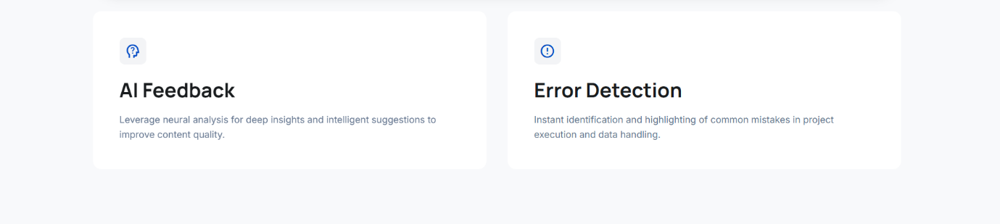 AI Feedback
Leverage neural analysis for deep insights and intelligent suggestions to
improve content quality.
Error Detection
Instant identification and highlighting of common mistakes in project
execution and data handling.